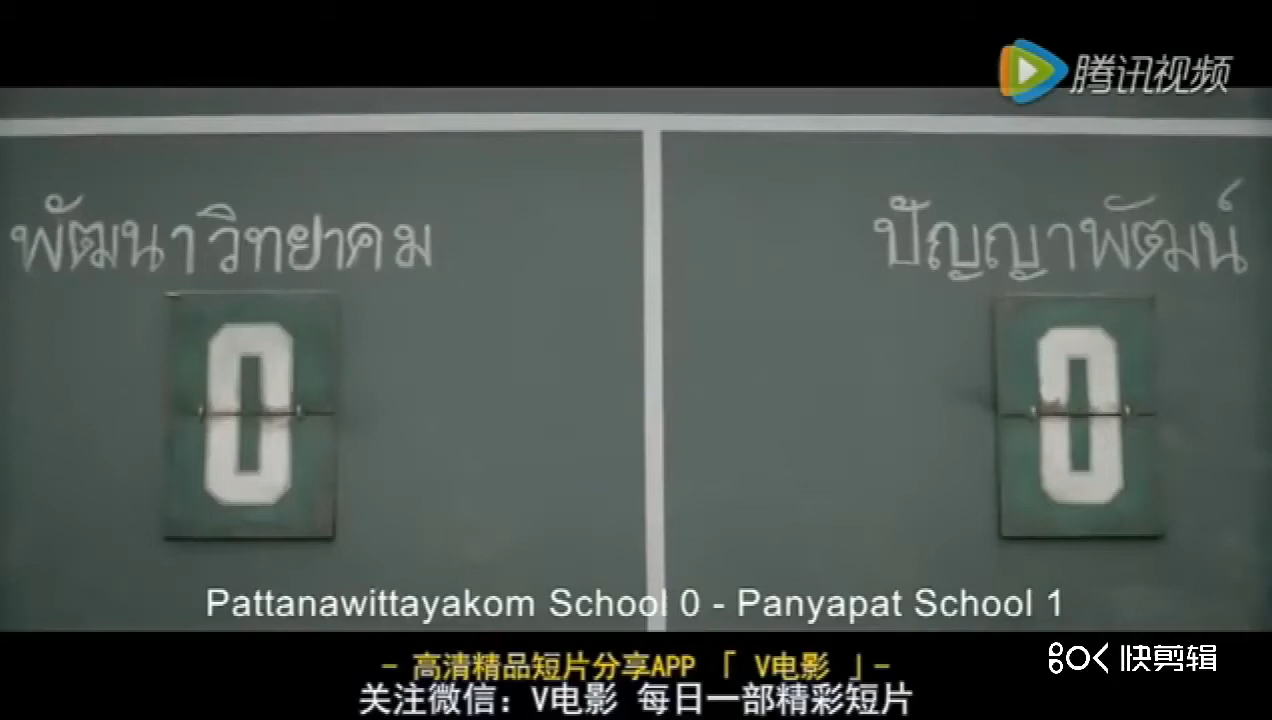 腾讯视频
พัฒนาวิทยาคม
ปัญญาพัฒน์
0
0
Pattanawittayakom School 0 - Panyapat School 1
- 高清精品短片分享APP 「 V电影 」-
快剪辑
关注微信：V电影 每日一部精彩短片